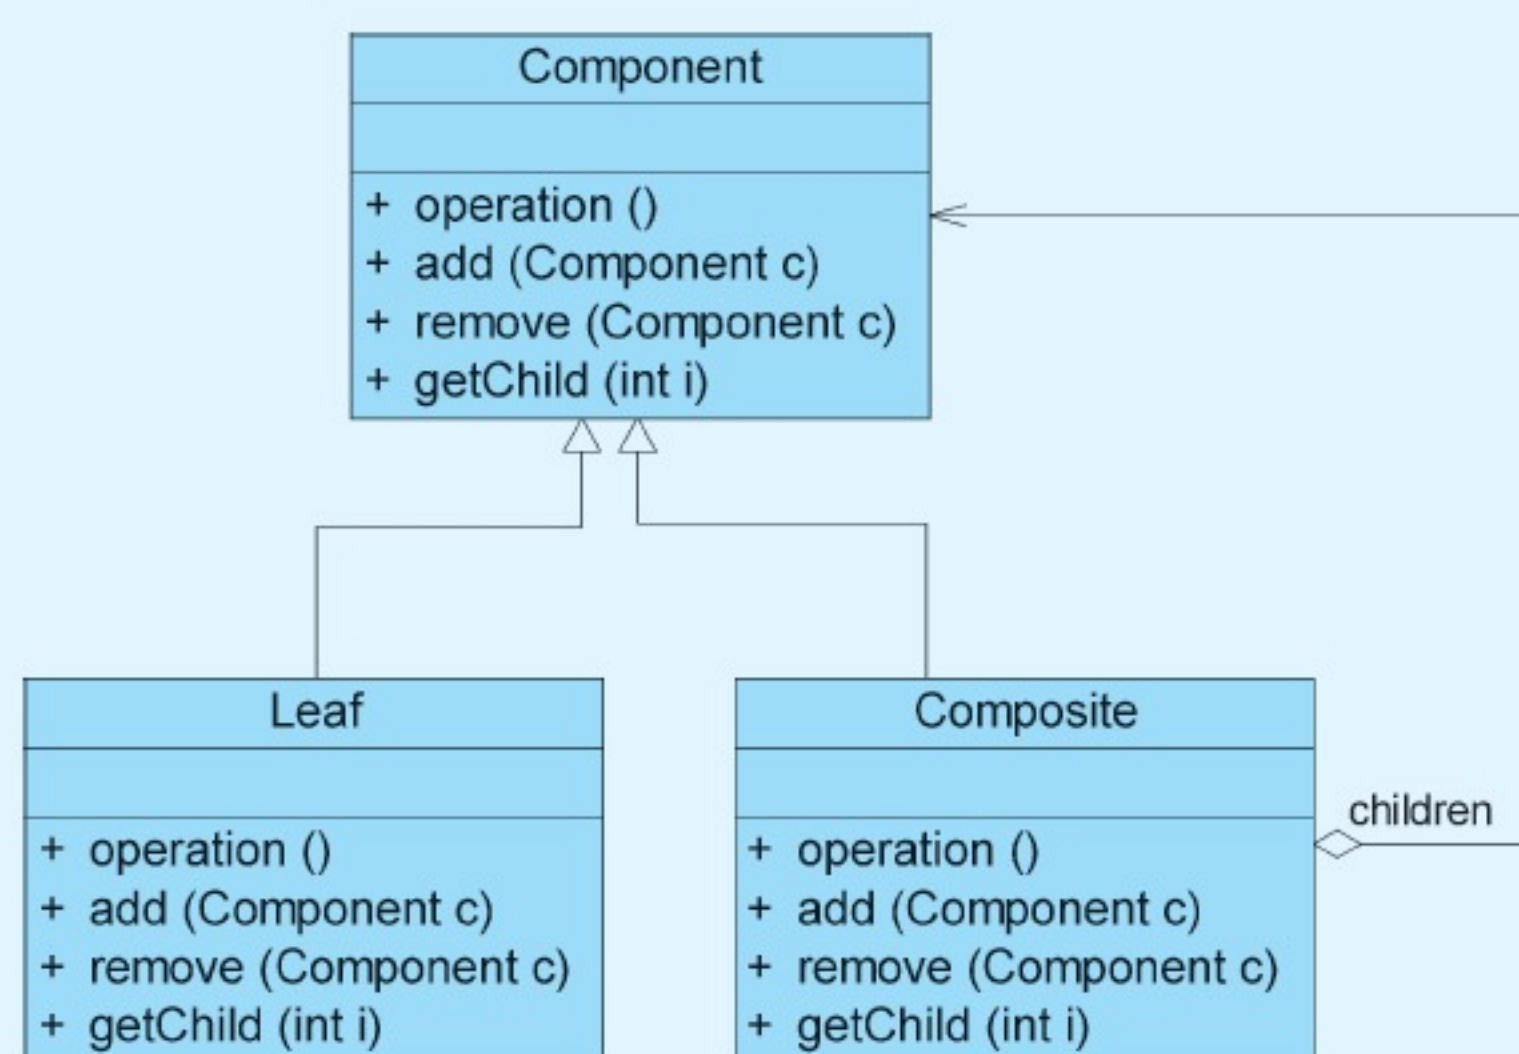 Component
+ operation ()
+ add (Component c)
+ remove (Component c)
+ getChild (int i)
Leaf
+ operation ()
+ add (Component c)
+ remove (Component c)
+ getChild (int i)
Composite
+ operation ()
+ add (Component c)
+ remove (Component c)
+ getChild (int i)
children